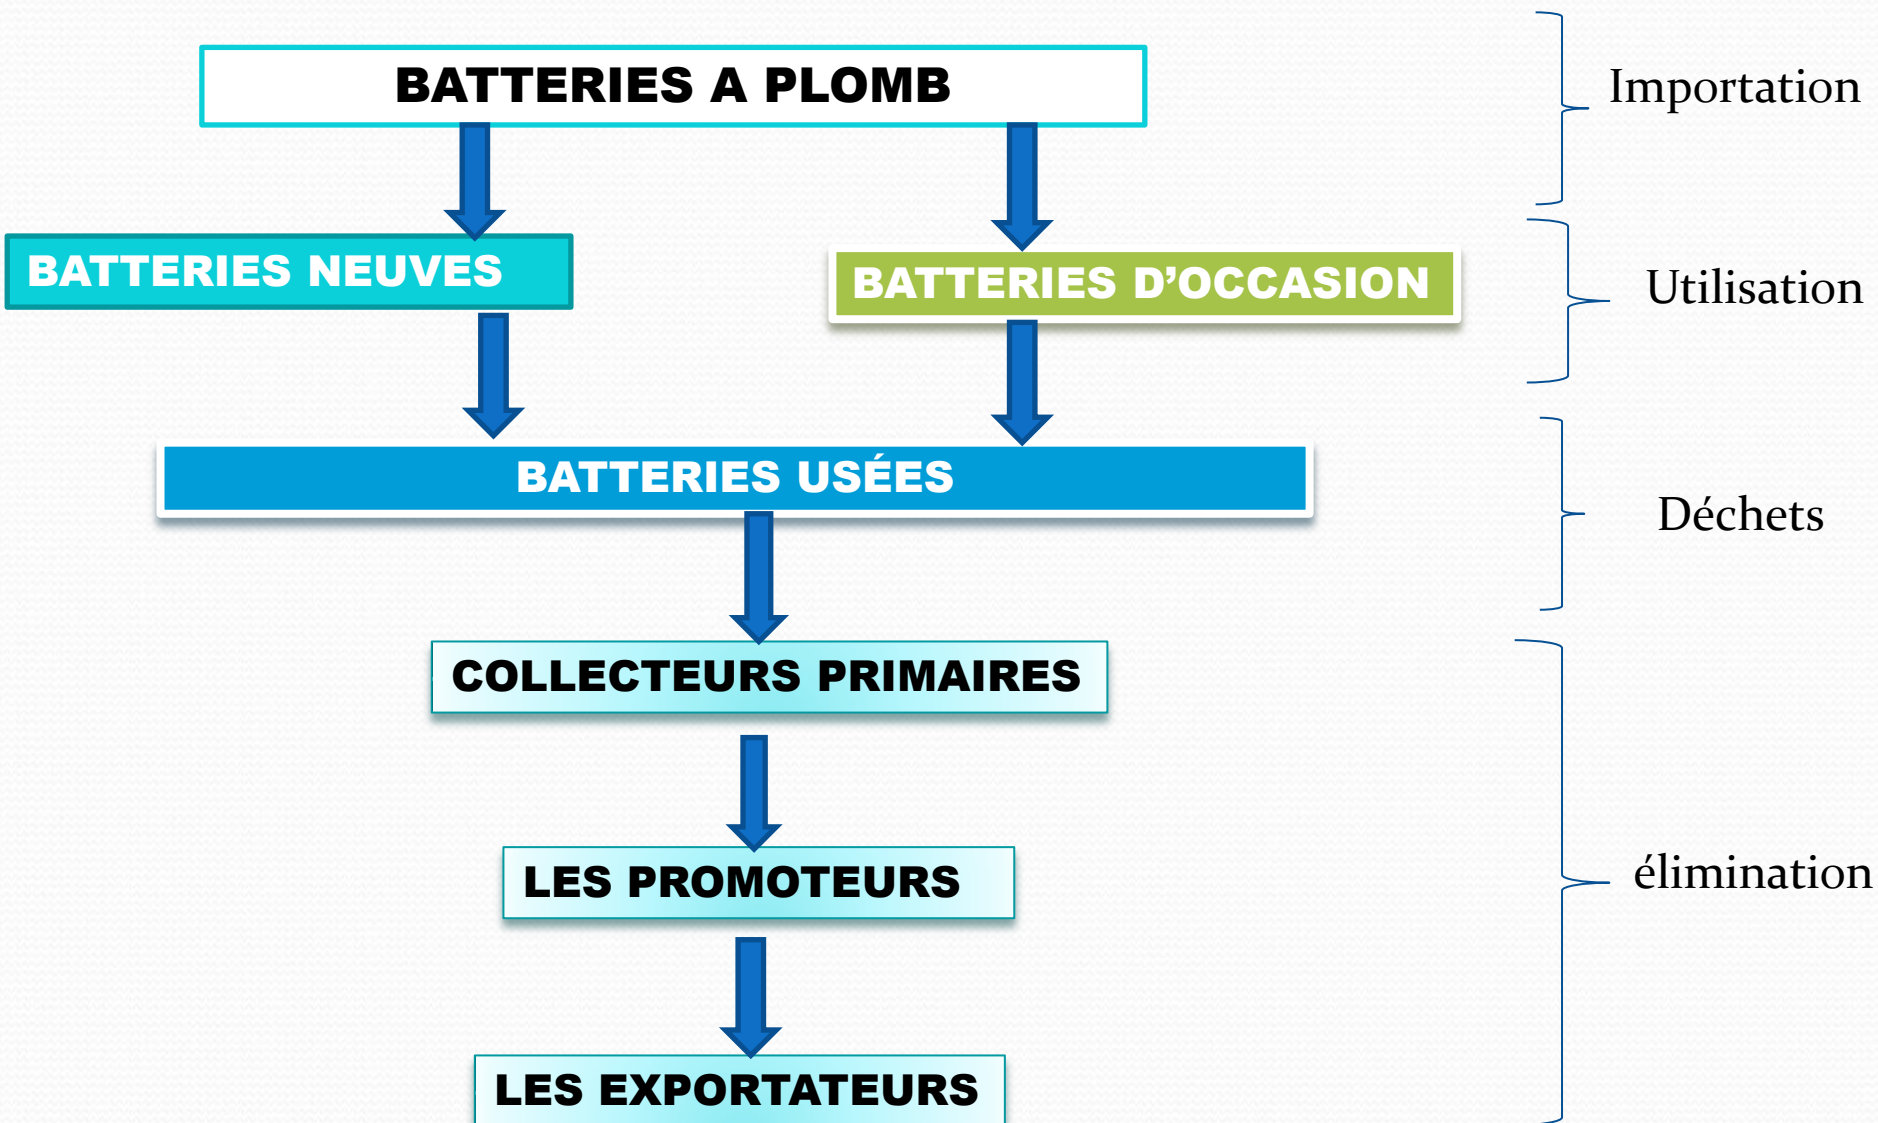 BATTERIES A PLOMB
Importation
BATTERIES NEUVES
BATTERIES D’OCCASION
Utilisation
BATTERIES USÉES
Déchets
COLLECTEURS PRIMAIRES
LES PROMOTEURS
élimination
LES EXPORTATEURS